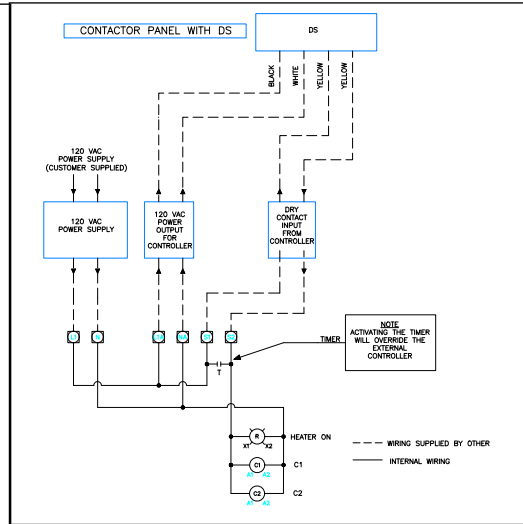 CONTACTOR PANEL WITH DS
DS
BLACK
WHITE
YELLOW
YELLOW
120 VAC
POWER SUPPLY
(CUSTOMER SUPPLIED)
120 VAC
POWER SUPPLY
120 VAC
POWER
OUTPUT
FOR
CONTROLLER
DRY
CONTACT
INPUT
FROM
CONTROLLER
L1
N
S1
S2
T
TIMER
NOTE
ACTIVATING THE TIMER
WILL OVERRIDE THE
EXTERNAL
CONTROLLER
R
X1 X2
HEATER ON
C1
A1 A2
C1
C2
A1 A2
C2
WIRING SUPPLIED BY OTHER
INTERNAL WIRING